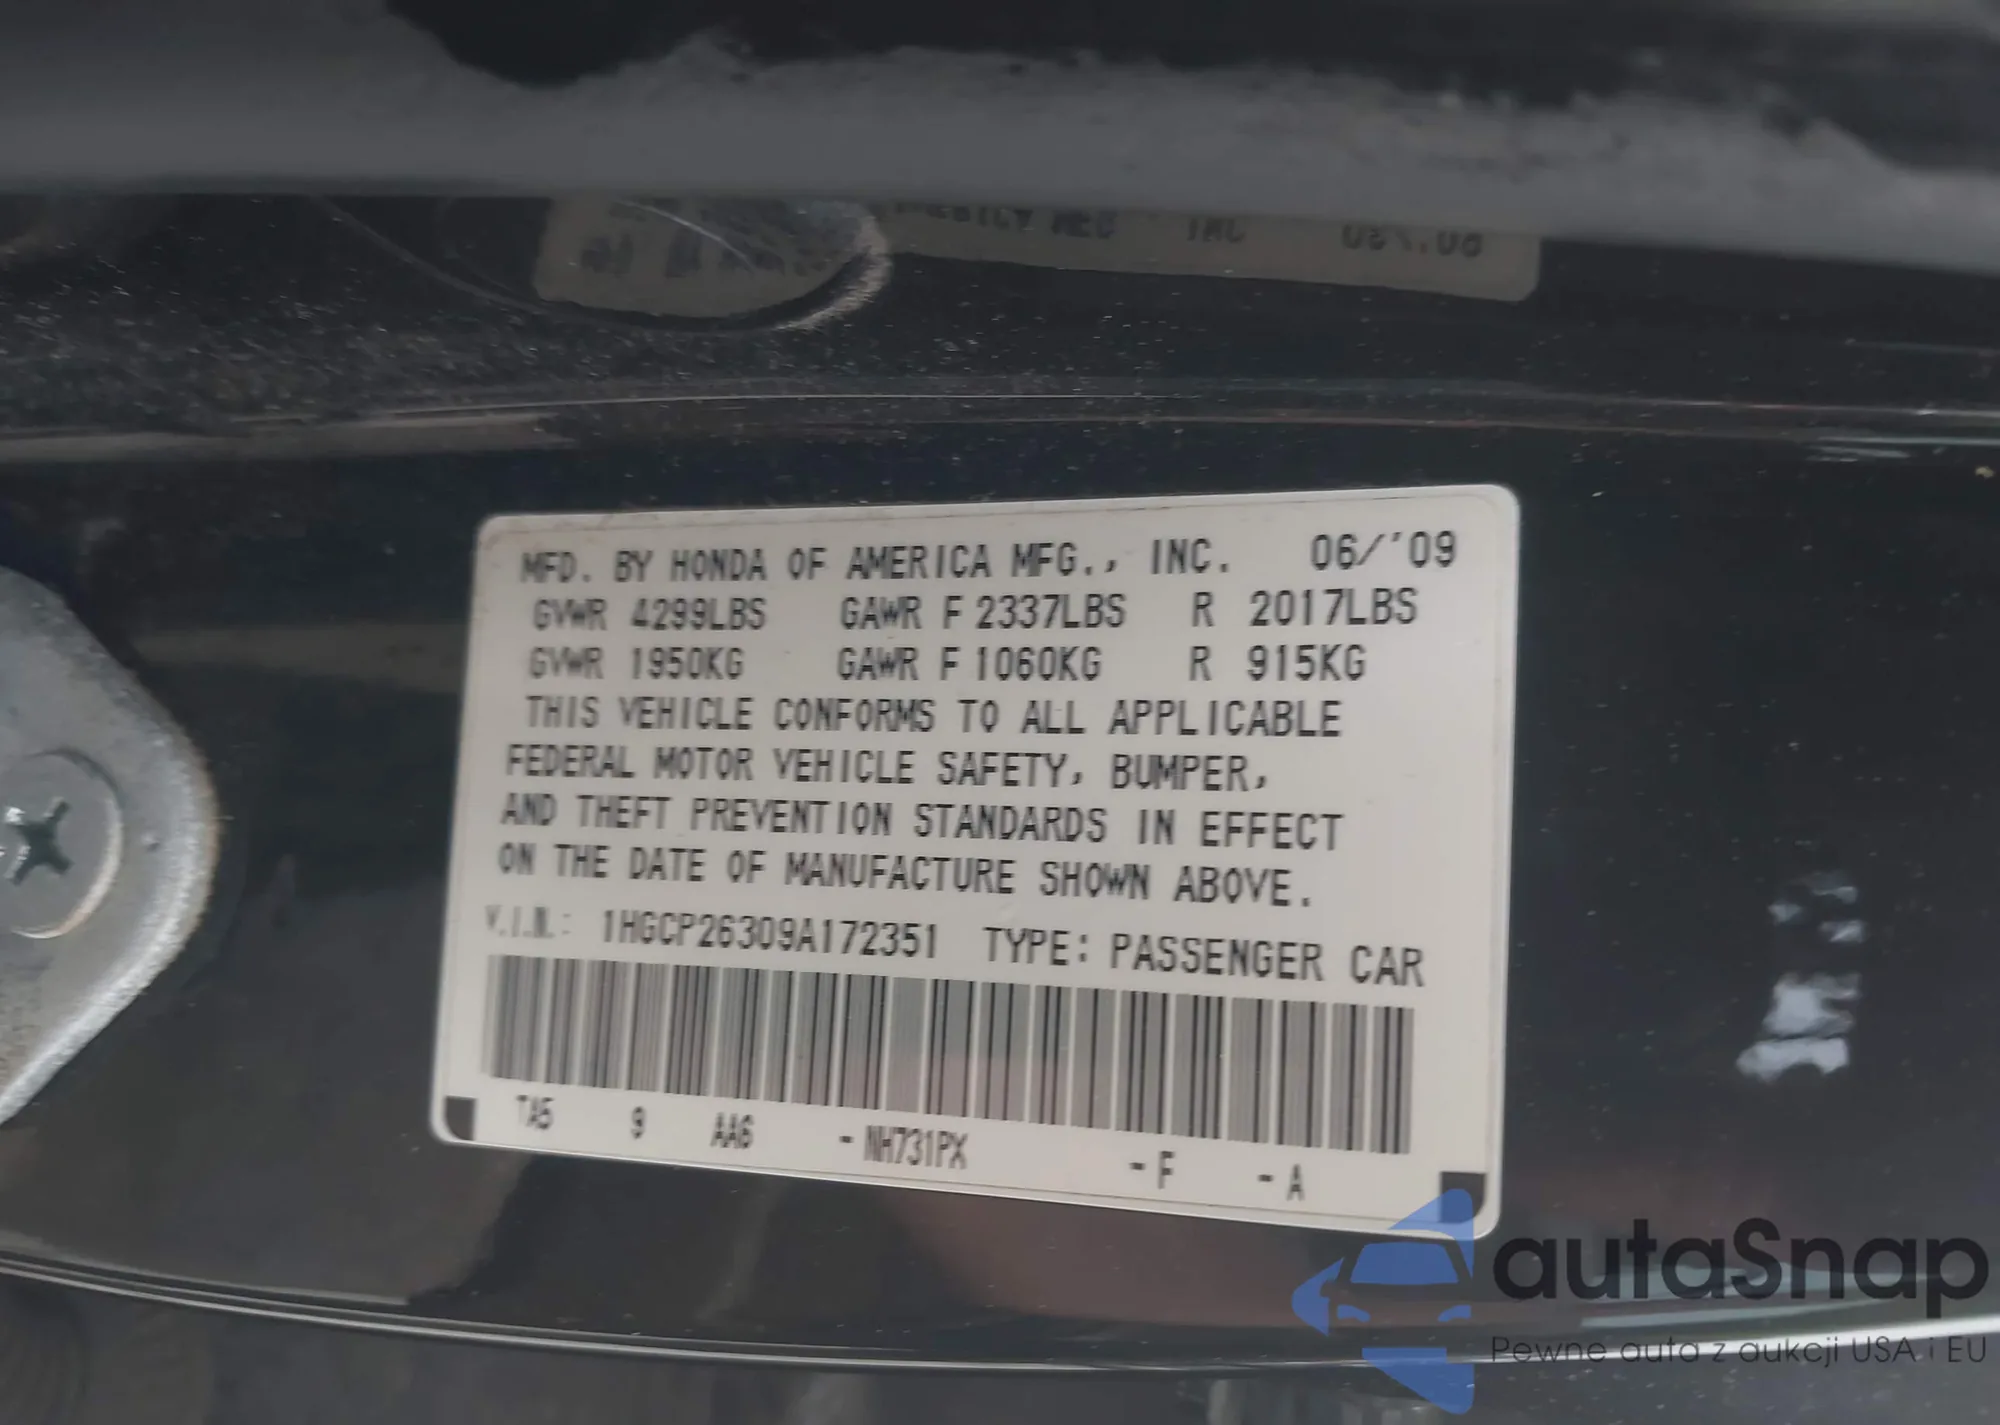 MFD. BY HONDA OF AMERICA MFG., INC. 06/'09
GVWR 4299LBS GAWR F 2337LBS R 2017LBS
GVWR 1950KG GAWR F 1060KG R 915KG
THIS VEHICLE CONFORMS TO ALL APPLICABLE
FEDERAL MOTOR VEHICLE SAFETY, BUMPER,
AND THEFT PREVENTION STANDARDS IN EFFECT
ON THE DATE OF MANUFACTURE SHOWN ABOVE.
V.I.N.: 1HGCP26309A172351 TYPE: PASSENGER CAR
TA5 9 AA6 -NH731PX -F -A
autaSnap
Pewne auta z aukcji USA i EU